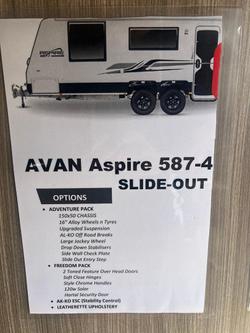 ASPIRE
AVAN Aspire 587-4
SLIDE-OUT
OPTIONS
ADVENTURE PACK
150x50 CHASSIS
16" Alloy Wheels n Tyres
Upgraded Suspension
AL-KO Off Road Breaks
Large Jockey Wheel
Drop Down Stabilisers
Side Wall Check Plate
Slide Out Entry Step
FREEDOM PACK
2 Toned Feature Over Head Doors
Soft Close Hinges
Style Chrome Handles
120w Solar
Hartal Security Door
AK-KO ESC (Stability Control)
LEATHERETTE UPHOLSTERY